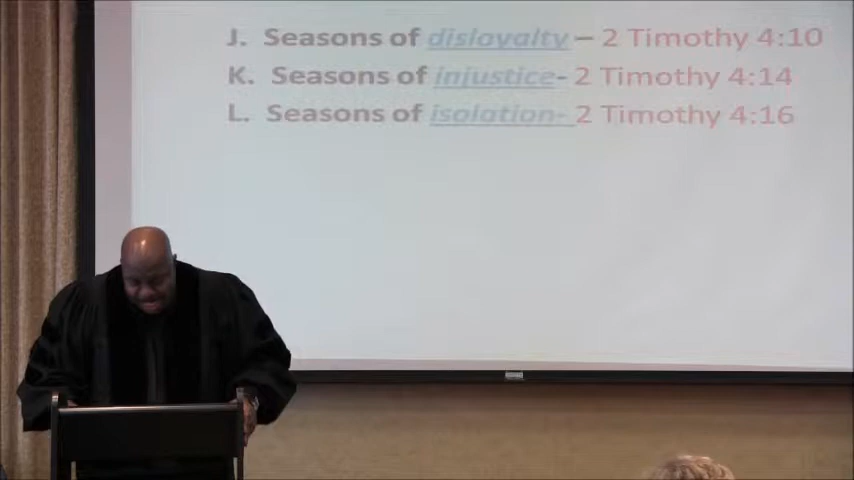 J. Seasons of disloyalty – 2 Timothy 4:10
K. Seasons of injustice- 2 Timothy 4:14
L. Seasons of isolation- 2 Timothy 4:16